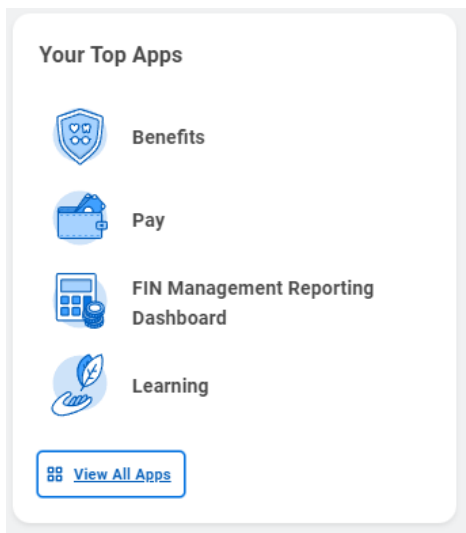 Your Top Apps
Benefits
Pay
FIN Management Reporting
Dashboard
Learning
View All Apps